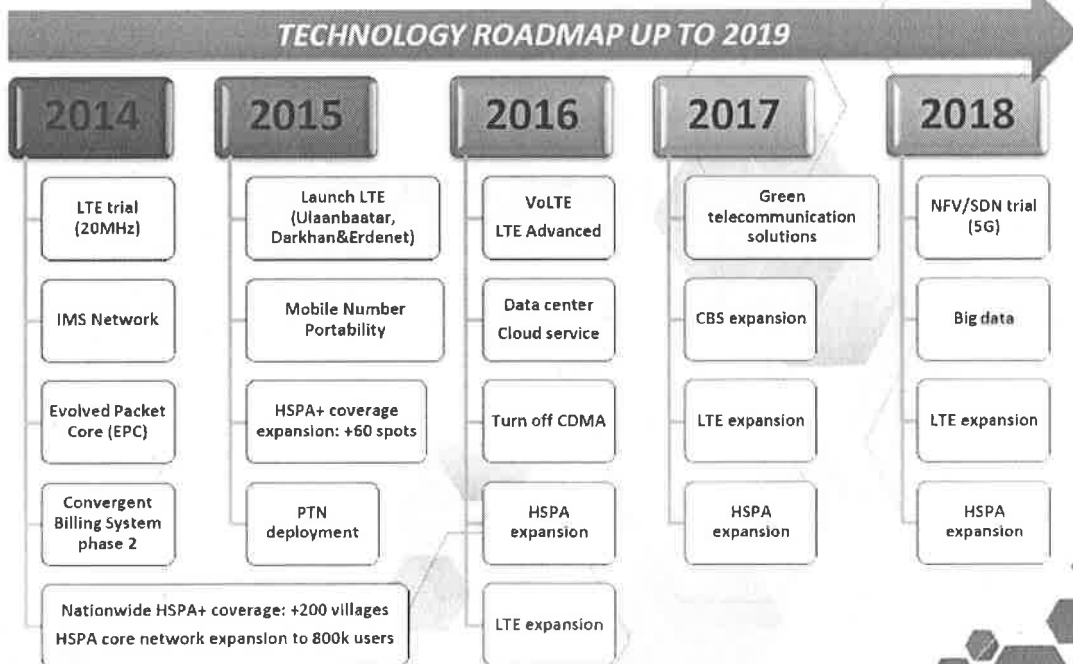 TECHNOLOGY ROADMAP UP TO 2019
2014
LTE trial
(20MHz)
IMS Network
Evolved Packet
Core (EPC)
Convergent
Billing System
phase 2
Nationwide HSPA+ coverage: +200 villages
HSPA core network expansion to 800k users
2015
Launch LTE
(Ulaanbaatar,
Darkhan&Erdenet)
Mobile Number
Portability
HSPA+ coverage
expansion: +60 spots
PTN
deployment
2016
VoLTE
LTE Advanced
Data center
Cloud service
Turn off CDMA
HSPA
expansion
LTE expansion
2017
Green
telecommunication
solutions
CBS expansion
LTE expansion
HSPA
expansion
2018
NFV/SDN trial
(5G)
Big data
LTE expansion
HSPA
expansion